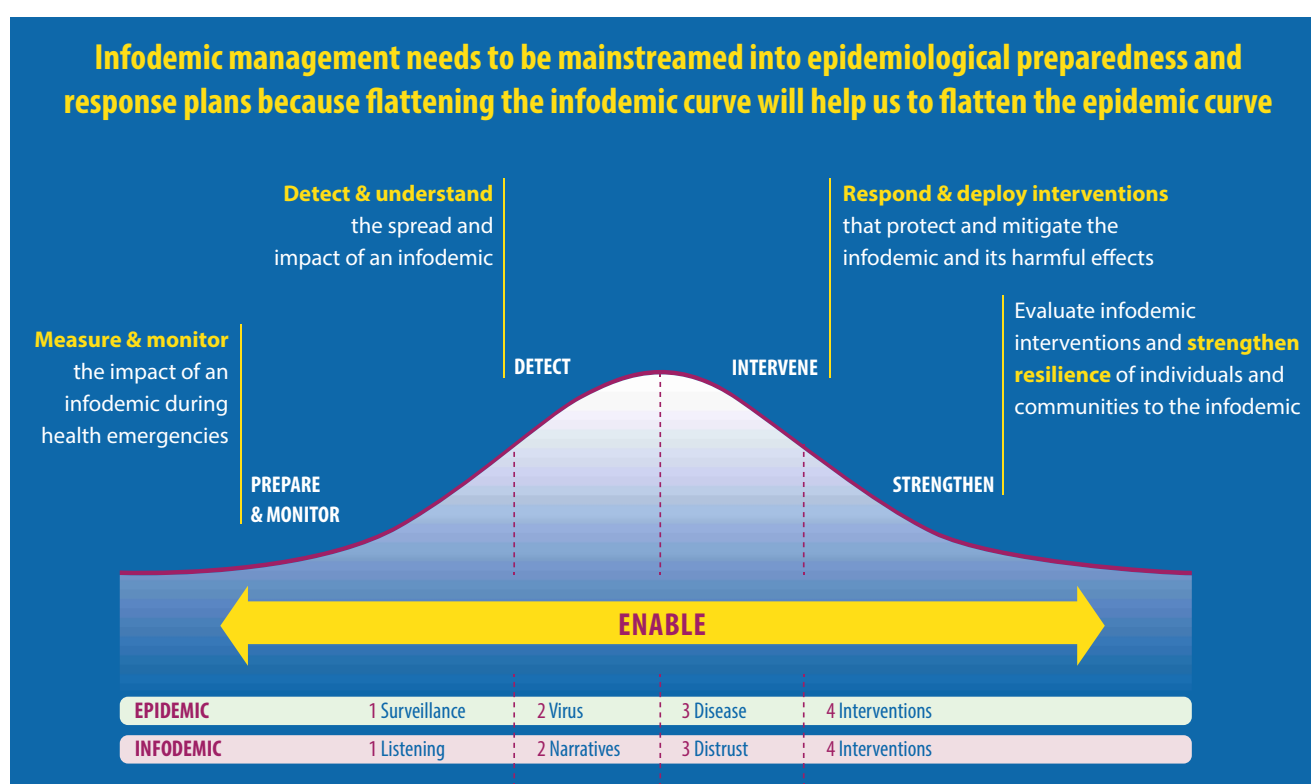 Infodemic management needs to be mainstreamed into epidemiological preparedness and
response plans because flattening the infodemic curve will help us to flatten the epidemic curve
Detect & understand
the spread and
impact of an infodemic
Respond & deploy interventions
that protect and mitigate the
infodemic and its harmful effects
Measure & monitor
the impact of an
infodemic during
health emergencies
Evaluate infodemic
interventions and strengthen
resilience of individuals and
communities to the infodemic
PREPARE
& MONITOR
DETECT
INTERVENE
STRENGTHEN
ENABLE
EPIDEMIC 1 Surveillance 2 Virus 3 Disease 4 Interventions
INFODEMIC 1 Listening 2 Narratives 3 Distrust 4 Interventions